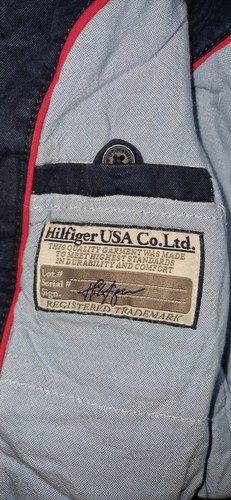 Hilfiger USA Co.Ltd.
THIS QUALITY GARMENT WAS MADE
TO MEET HIGHEST STANDARDS
IN DURABILITY AND COMFORT
Lot.#
Serial #
Sign. Hilfiger
REGISTERED TRADEMARK